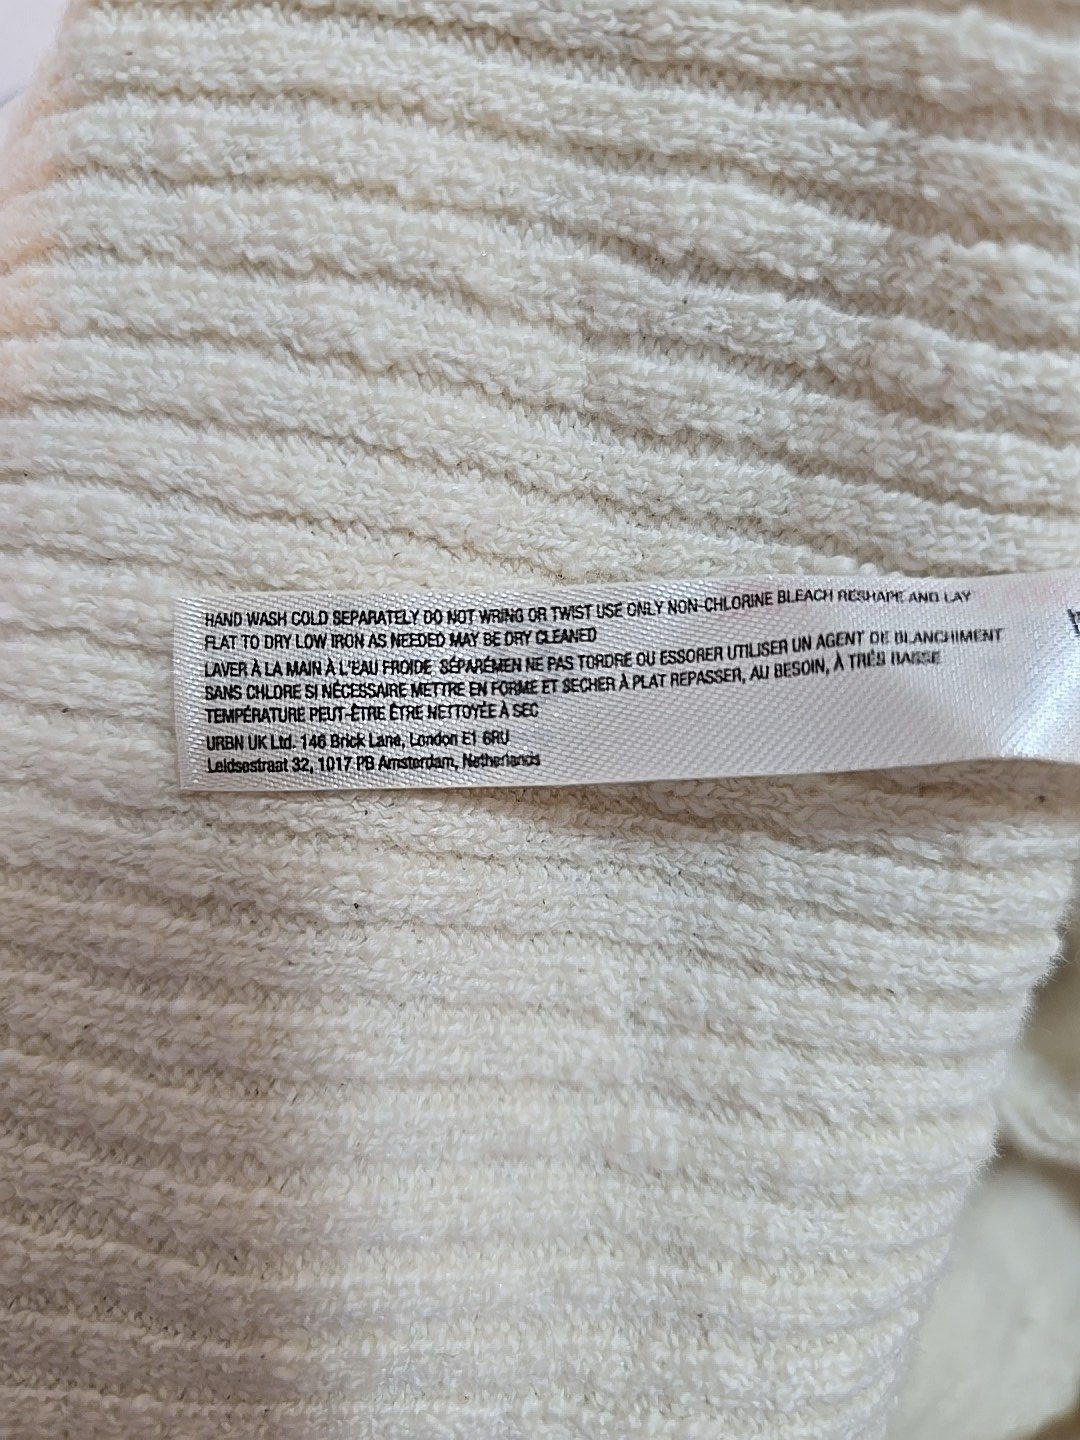 HAND WASH COLD SEPARATELY DO NOT WRING OR TWIST USE ONLY NON-CHLORINE BLEACH RESHAPE AND LAY
FLAT TO DRY LOW IRON AS NEEDED MAY BE DRY CLEANED
LAVER À LA MAIN À L'EAU FROIDE SÉPARÉMEN NE PAS TORDRE OU ESSORER UTILISER UN AGENT DE BLANCHIMENT
SANS CHLORE SI NÉCESSAIRE METTRE EN FORME ET SECHER À PLAT REPASSER, AU BESOIN, À TRÉS BASSE
TEMPÉRATURE PEUT-ÊTRE ÊTRE NETTOYÉE À SEC
URBN UK Ltd. 146 Brick Lane, London E1 6RU
Leidsestraat 32, 1017 PB Amsterdam, Netherlands